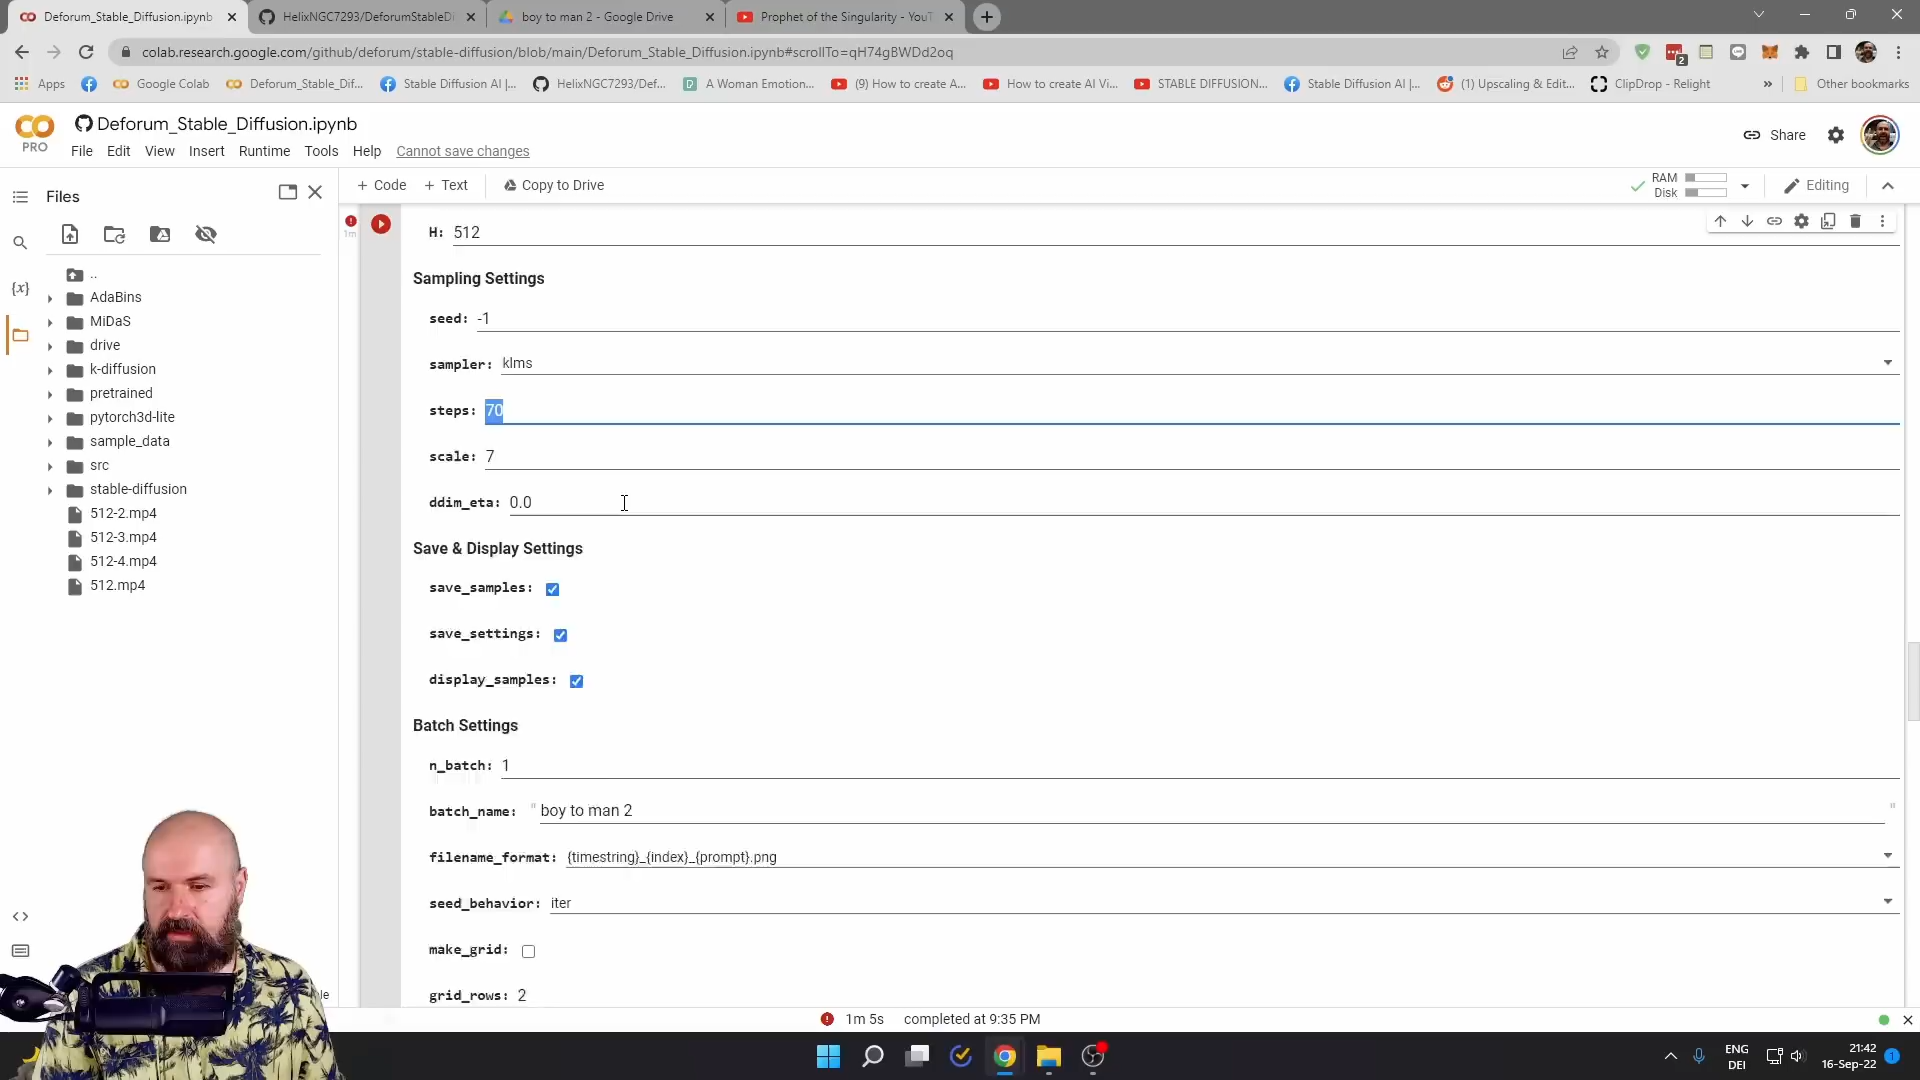 Deforum_Stable_Diffusion.ipynb
HelixNGC7293/DeforumStableDi
boy to man 2 - Google Drive
Prophet of the Singularity - YouT
colab.research.google.com/github/deforum/stable-diffusion/blob/main/Deforum_Stable_Diffusion.ipynb#scrollTo=qH74gBWDd2oq
2
Apps
Google Colab
Deforum_Stable_Dif...
Stable Diffusion AI |...
HelixNGC7293/Def...
A Woman Emotion...
(9) How to create A...
How to create AI Vi...
STABLE DIFFUSION...
Stable Diffusion AI |...
(1) Upscaling & Edit...
ClipDrop - Relight
»
Other bookmarks
PRO
Deforum_Stable_Diffusion.ipynb
File Edit View Insert Runtime Tools Help Cannot save changes
Share
Files
+ Code + Text Copy to Drive
RAM
Disk
Editing
{x}
..
AdaBins
MiDaS
drive
k-diffusion
pretrained
pytorch3d-lite
sample_data
src
stable-diffusion
512-2.mp4
512-3.mp4
512-4.mp4
512.mp4
1m
H: 512
Sampling Settings
seed: -1
sampler: klms
steps: 70
scale: 7
ddim_eta: 0.0
Save & Display Settings
save_samples:
save_settings:
display_samples:
Batch Settings
n_batch: 1
batch_name: " boy to man 2 "
filename_format: {timestring}_{index}_{prompt}.png
seed_behavior: iter
make_grid:
grid_rows: 2
1m 5s completed at 9:35 PM
ENG
DEI
21:42
16-Sep-22
1